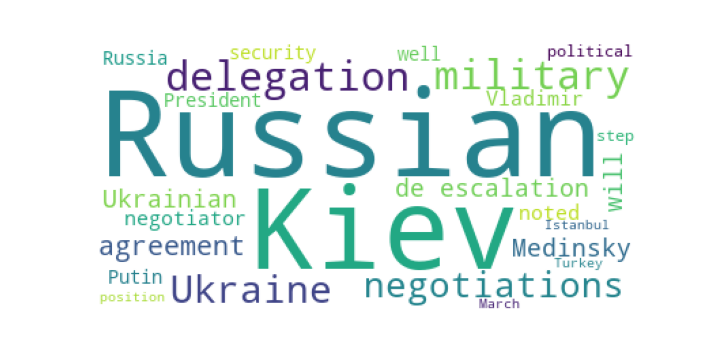 Russia security well political
delegation military
President Vladimir
Russian
step
Ukrainian de escalation will
negotiator Kiev noted
Istanbul
agreement Medinsky
Turkey
Putin Ukraine negotiations
position March